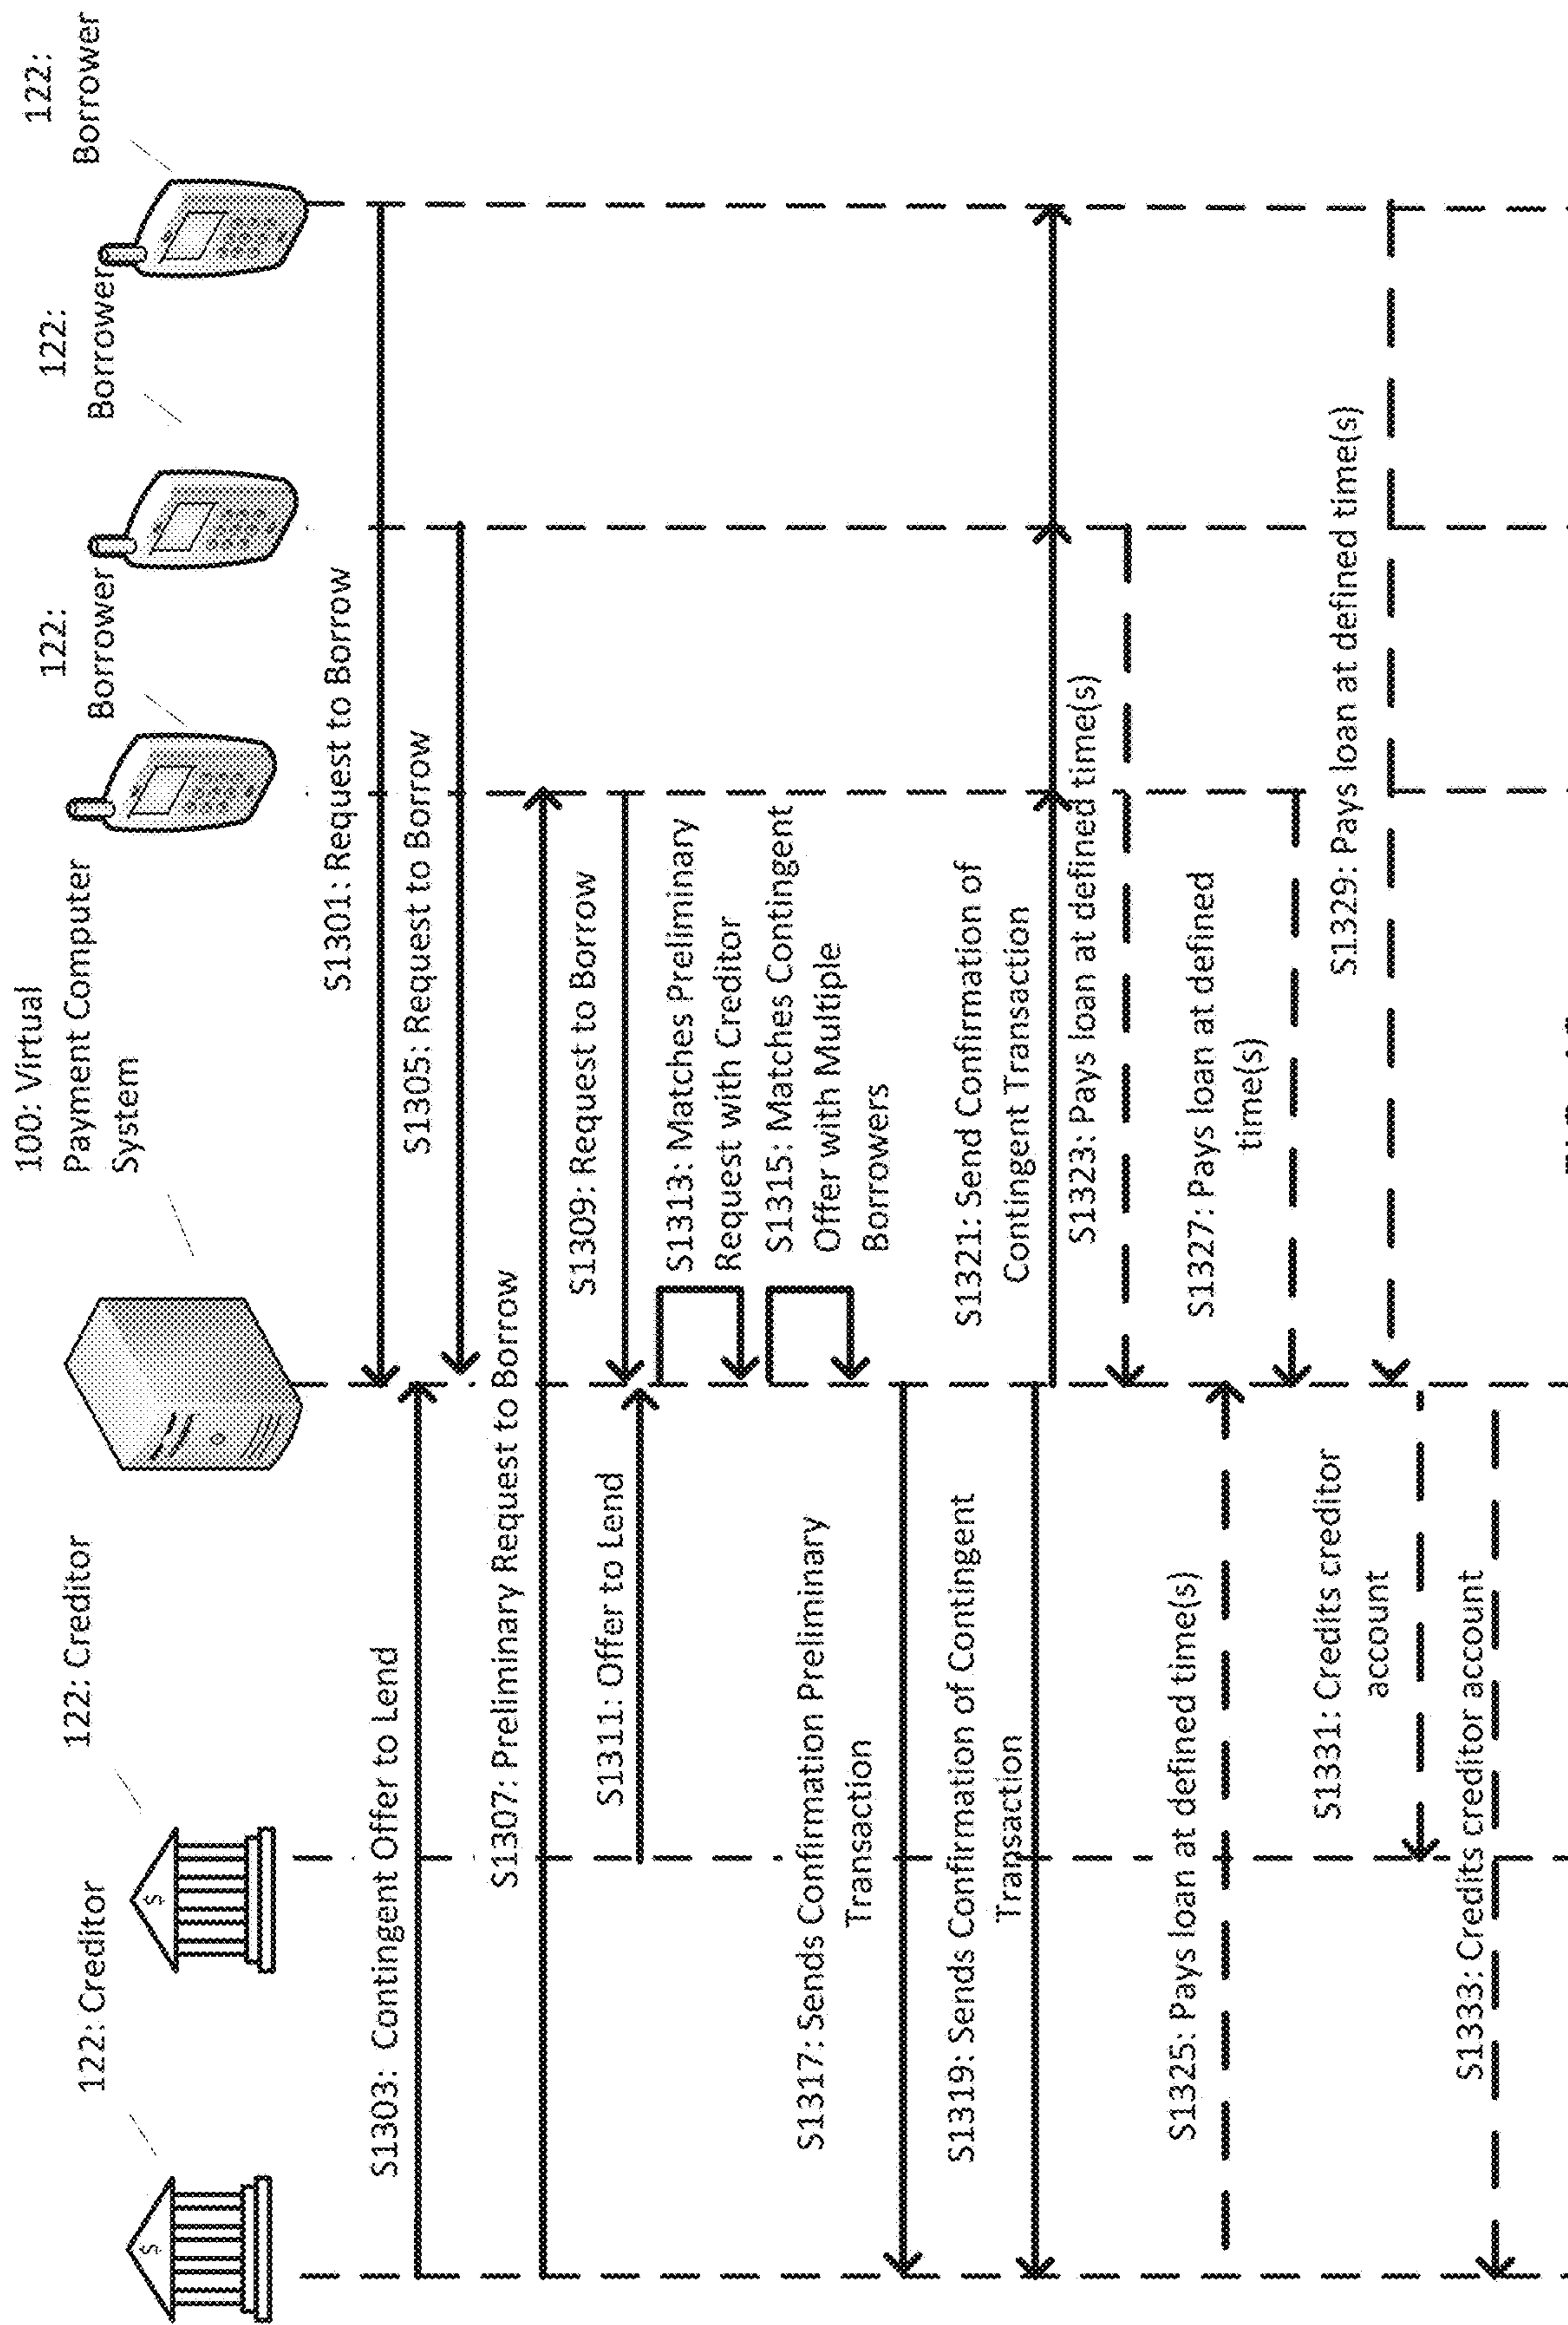 122: Creditor
122: Creditor
100: Virtual
Payment Computer
System
122:
Borrower
122:
Borrower
122:
Borrower
S1301: Request to Borrow
S1303: Contingent Offer to Lend
S1305: Request to Borrow
S1307: Preliminary Request to Borrow
S1309: Request to Borrow
S1311: Offer to Lend
S1313: Matches Preliminary
Request with Creditor
S1315: Matches Contingent
Offer with Multiple
Borrowers
S1317: Sends Confirmation Preliminary
Transaction
S1319: Sends Confirmation of Contingent
Transaction
S1321: Send Confirmation of
Contingent Transaction
S1323: Pays loan at defined time(s)
S1325: Pays loan at defined time(s)
S1327: Pays loan at defined
time(s)
S1329: Pays loan at defined time(s)
S1331: Credits creditor
account
S1333: Credits creditor account
$
$